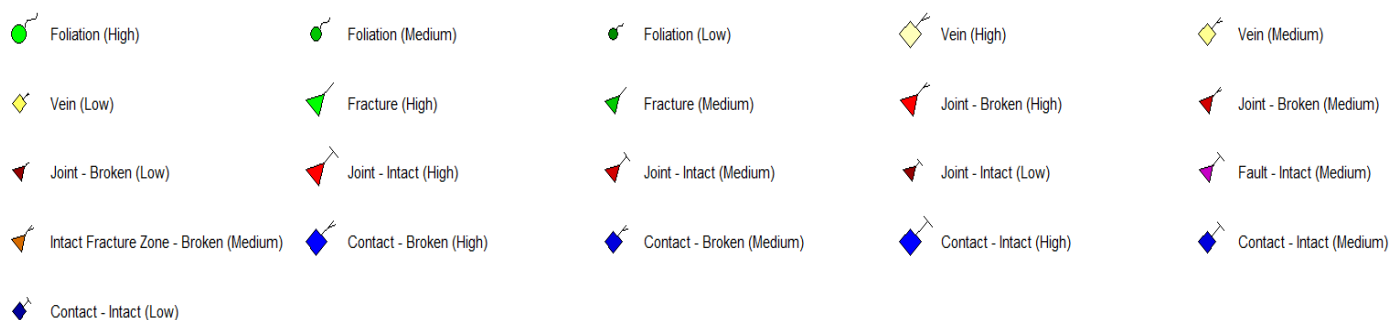 Foliation (High)
Foliation (Medium)
Foliation (Low)
Vein (High)
Vein (Medium)
Vein (Low)
Fracture (High)
Fracture (Medium)
Joint - Broken (High)
Joint - Broken (Medium)
Joint - Broken (Low)
Joint - Intact (High)
Joint - Intact (Medium)
Joint - Intact (Low)
Fault - Intact (Medium)
Intact Fracture Zone - Broken (Medium)
Contact - Broken (High)
Contact - Broken (Medium)
Contact - Intact (High)
Contact - Intact (Medium)
Contact - Intact (Low)